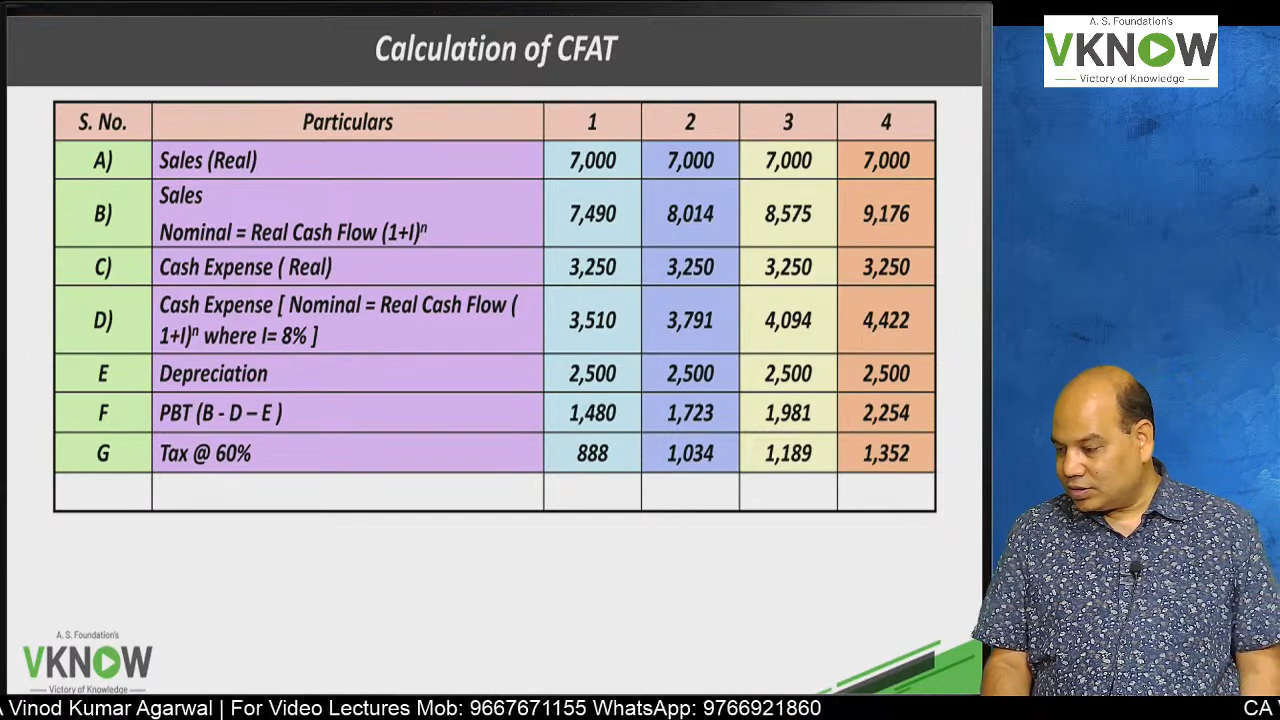 Calculation of CFAT
A. S. Foundation's
VKNOW
Victory of Knowledge
S. No. Particulars 1 2 3 4
A) Sales (Real) 7,000 7,000 7,000 7,000
B) Sales
Nominal = Real Cash Flow (1+I)ⁿ 7,490 8,014 8,575 9,176
C) Cash Expense ( Real) 3,250 3,250 3,250 3,250
D) Cash Expense [ Nominal = Real Cash Flow (
1+I)ⁿ where I= 8% ] 3,510 3,791 4,094 4,422
E Depreciation 2,500 2,500 2,500 2,500
F PBT (B - D – E ) 1,480 1,723 1,981 2,254
G Tax @ 60% 888 1,034 1,189 1,352
A. S. Foundation's
VKNOW
Victory of Knowledge
A Vinod Kumar Agarwal | For Video Lectures Mob: 9667671155 WhatsApp: 9766921860 CA